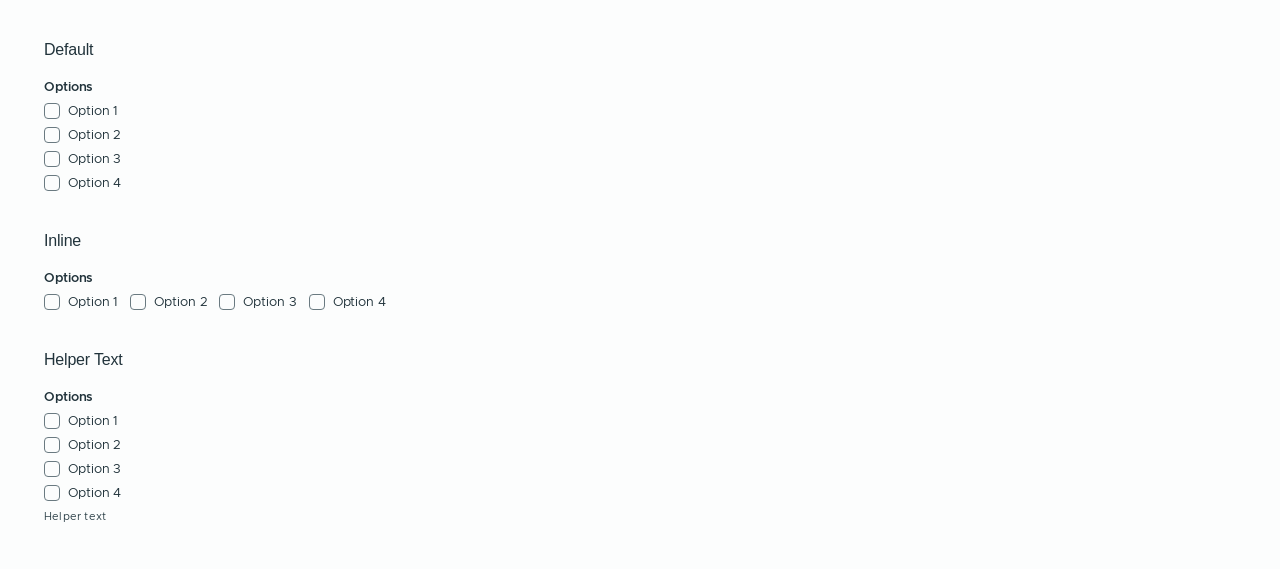 Default
Options
Option 1
Option 2
Option 3
Option 4
Inline
Options
Option 1 Option 2 Option 3 Option 4
Helper Text
Options
Option 1
Option 2
Option 3
Option 4
Helper text